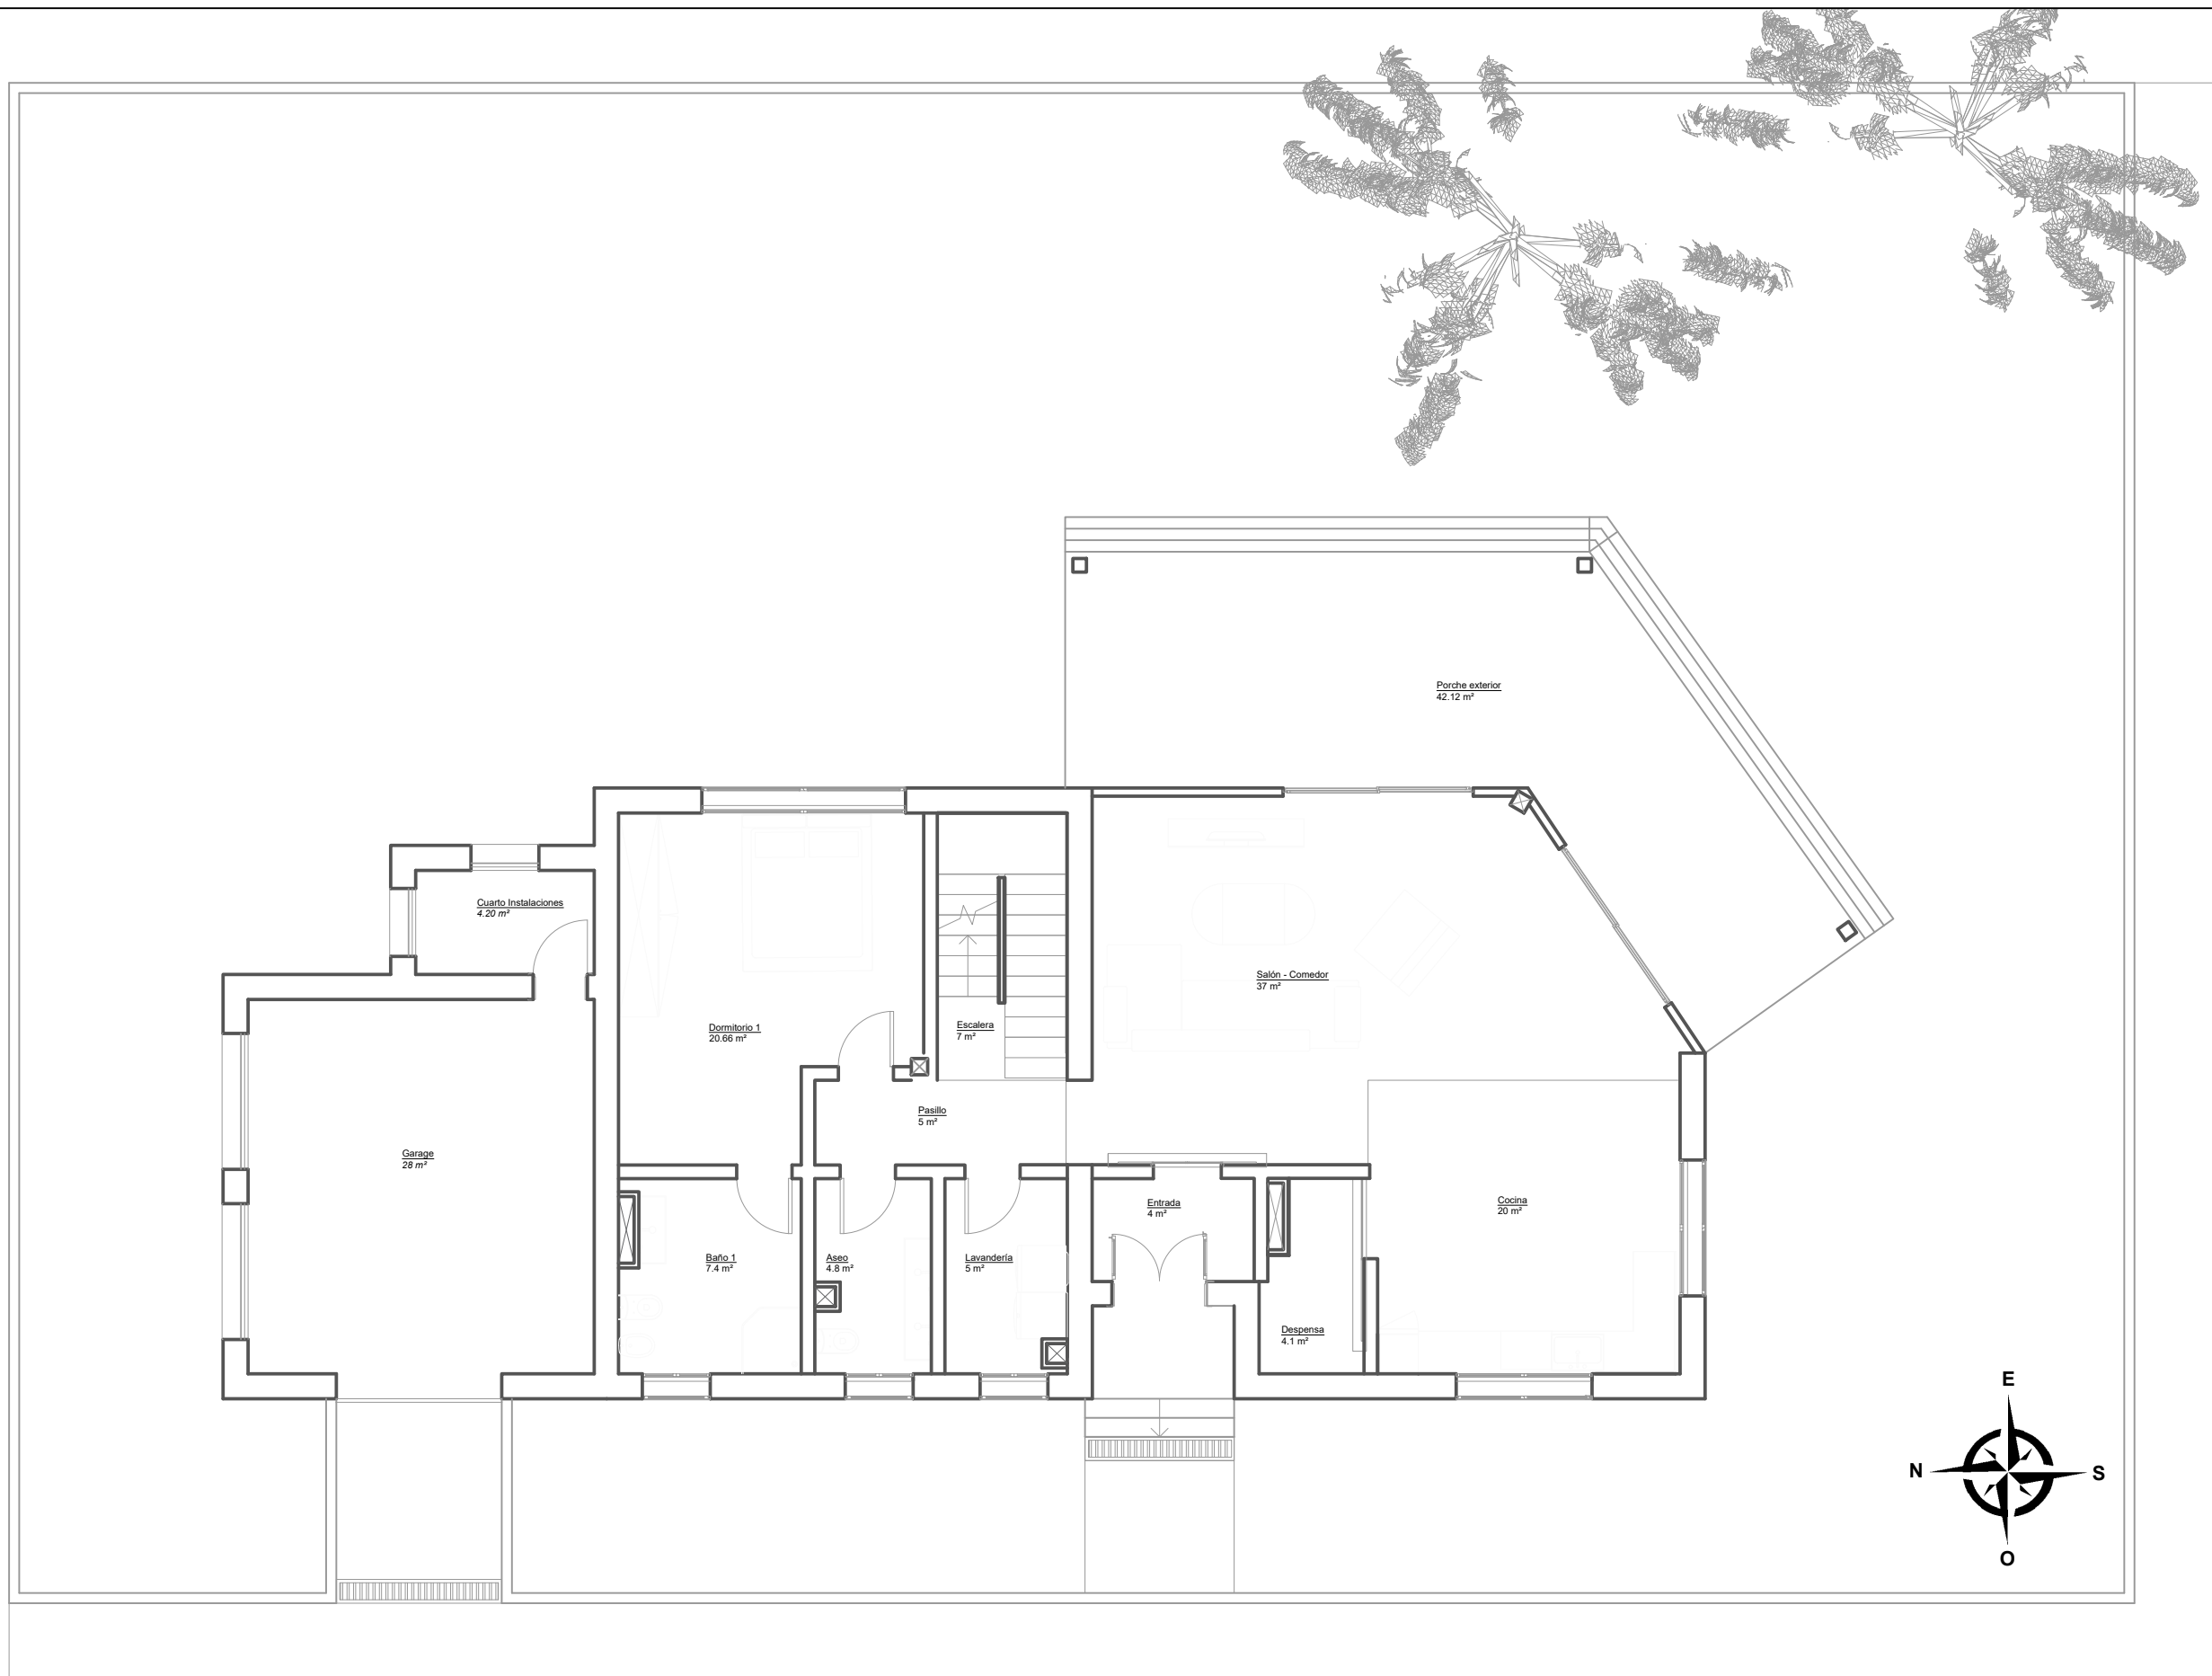 Porche exterior
42.12 m²
Cuarto Instalaciones
4.20 m²
Salón - Comedor
37 m²
Dormitorio 1
20.66 m²
Escalera
7 m²
Pasillo
5 m²
Garage
28 m²
Entrada
4 m²
Cocina
20 m²
Baño 1
7.4 m²
Aseo
4.8 m²
Lavandería
5 m²
Despensa
4.1 m²
E
N
S
O